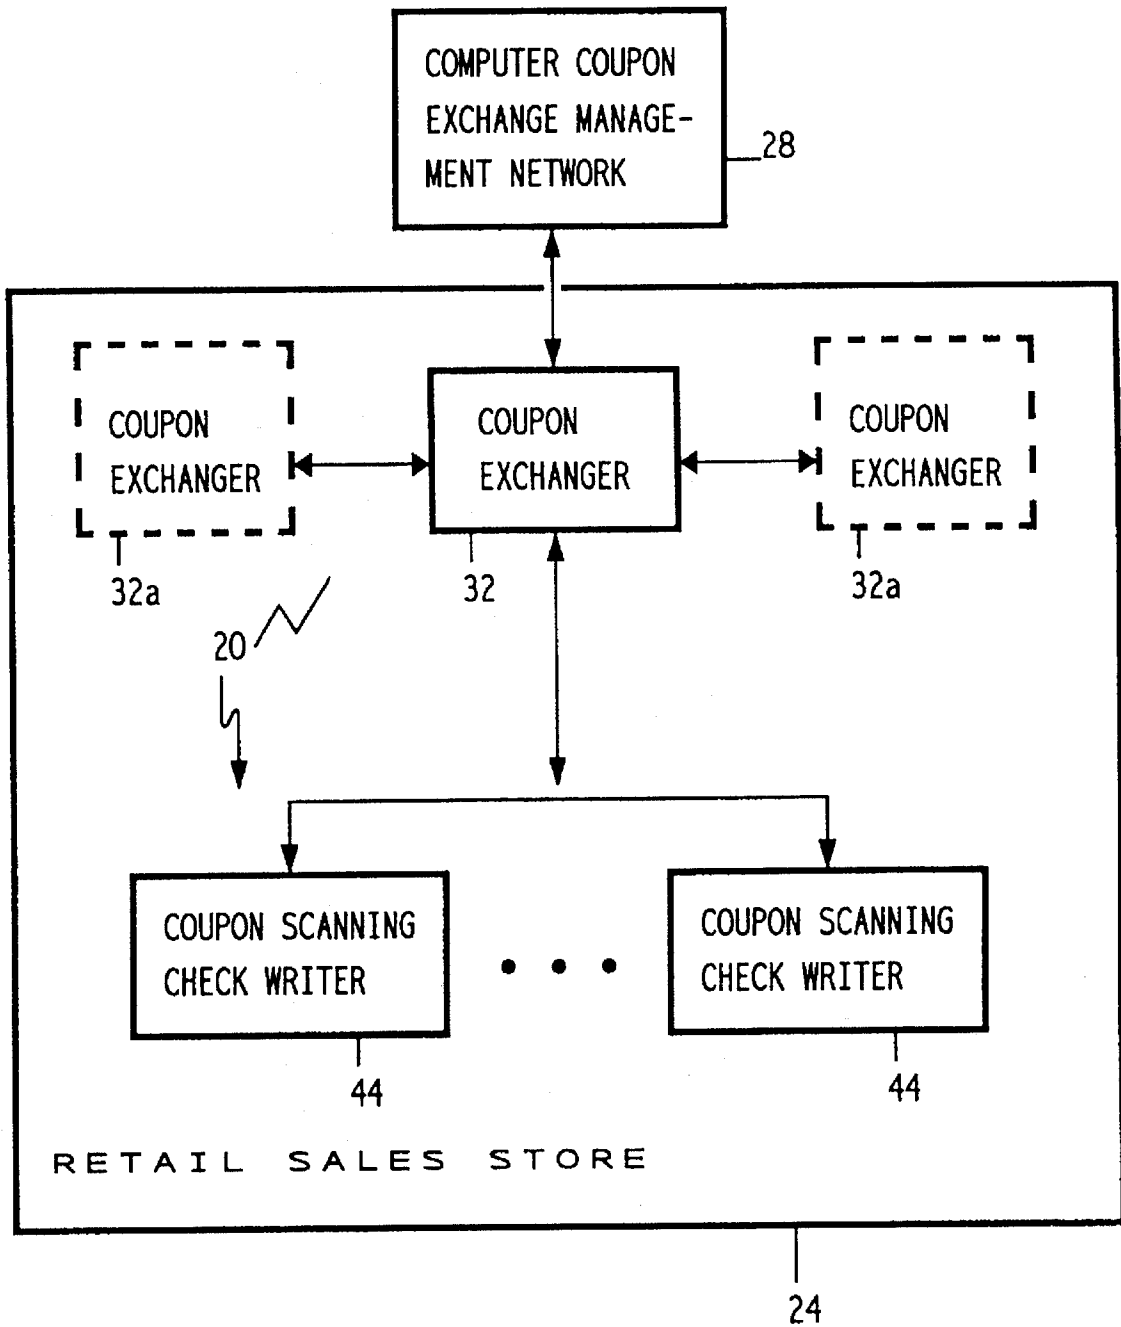 COMPUTER COUPON
EXCHANGE MANAGE-
MENT NETWORK
28
COUPON
EXCHANGER
32a
COUPON
EXCHANGER
32
COUPON
EXCHANGER
32a
20
COUPON SCANNING
CHECK WRITER
44
COUPON SCANNING
CHECK WRITER
44
RETAIL SALES STORE
24